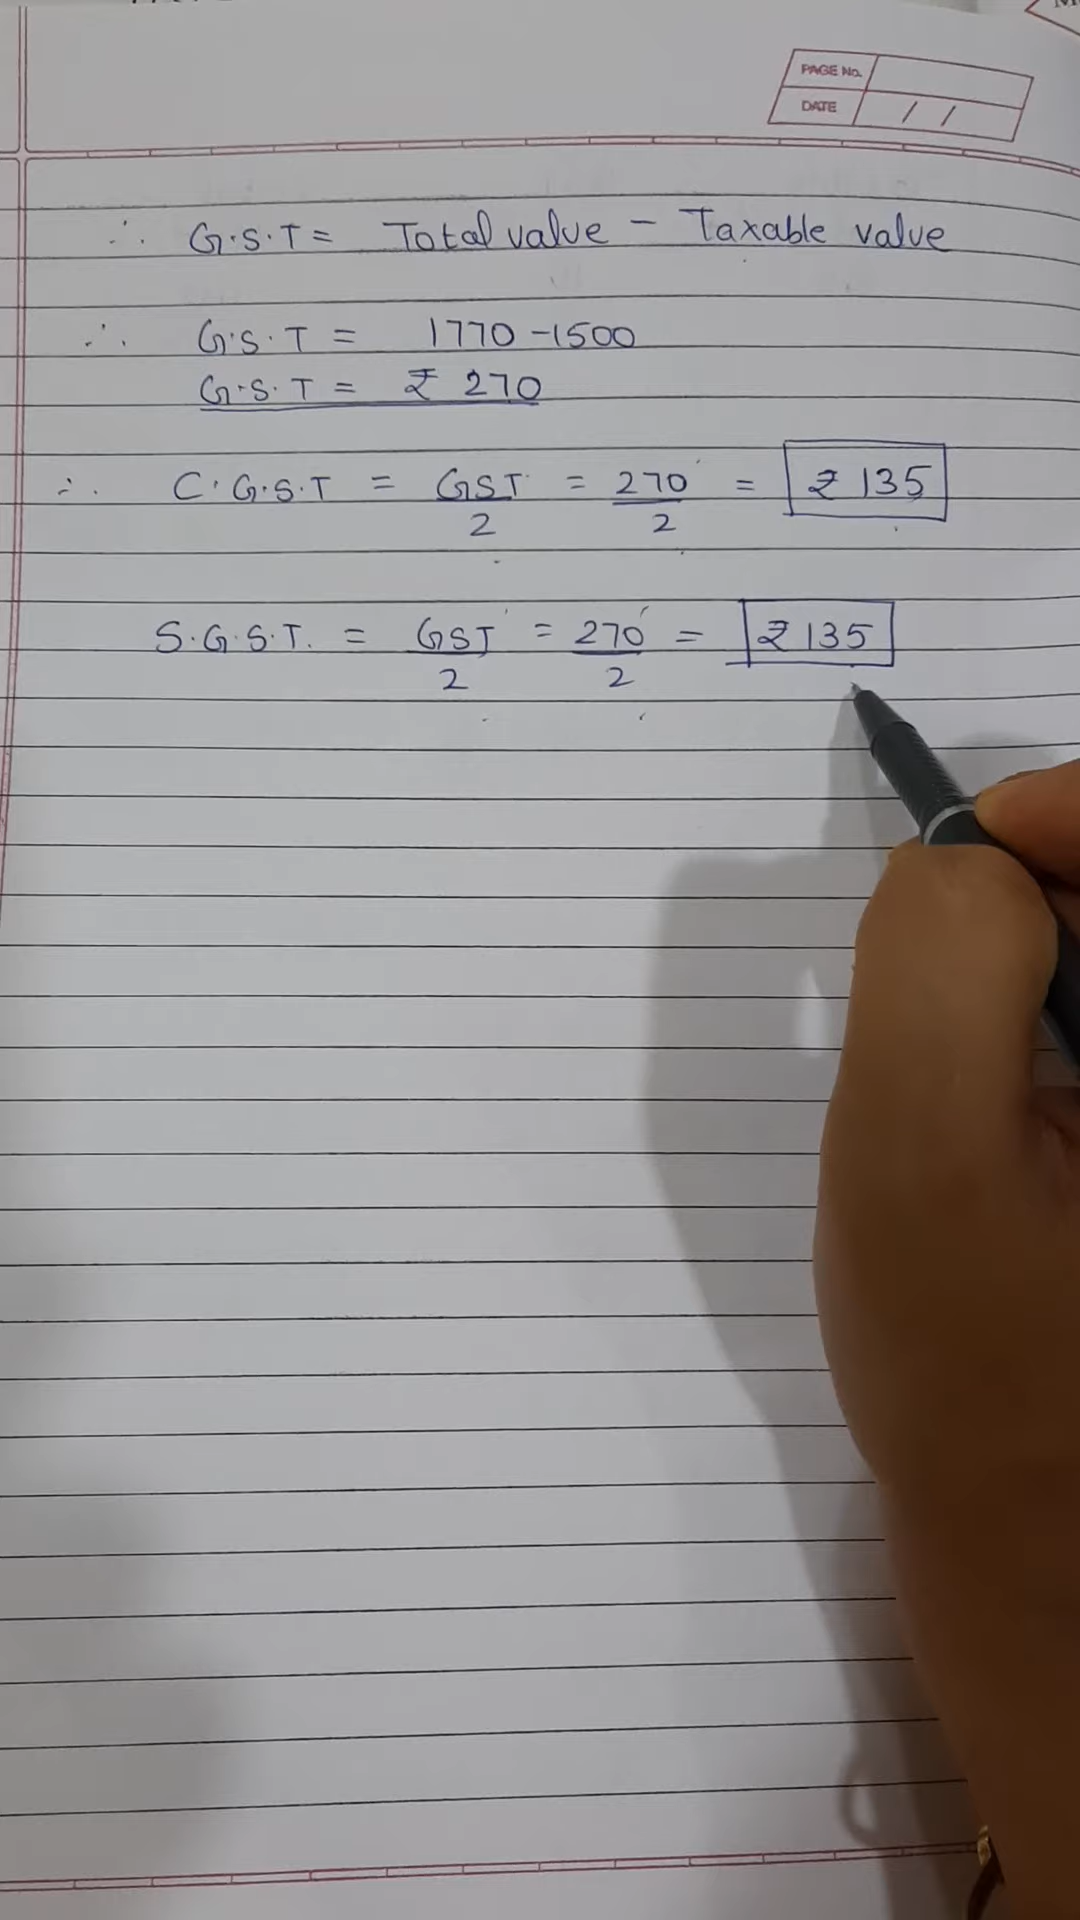 PAGE No.
DATE / /
∴ G.S.T = Total value - Taxable value
∴ G.S.T = 1770 - 1500
G.S.T = ₹ 270
∴ C.G.S.T = GST/2 = 270/2 = ₹ 135
S.G.S.T. = GST/2 = 270/2 = ₹ 135